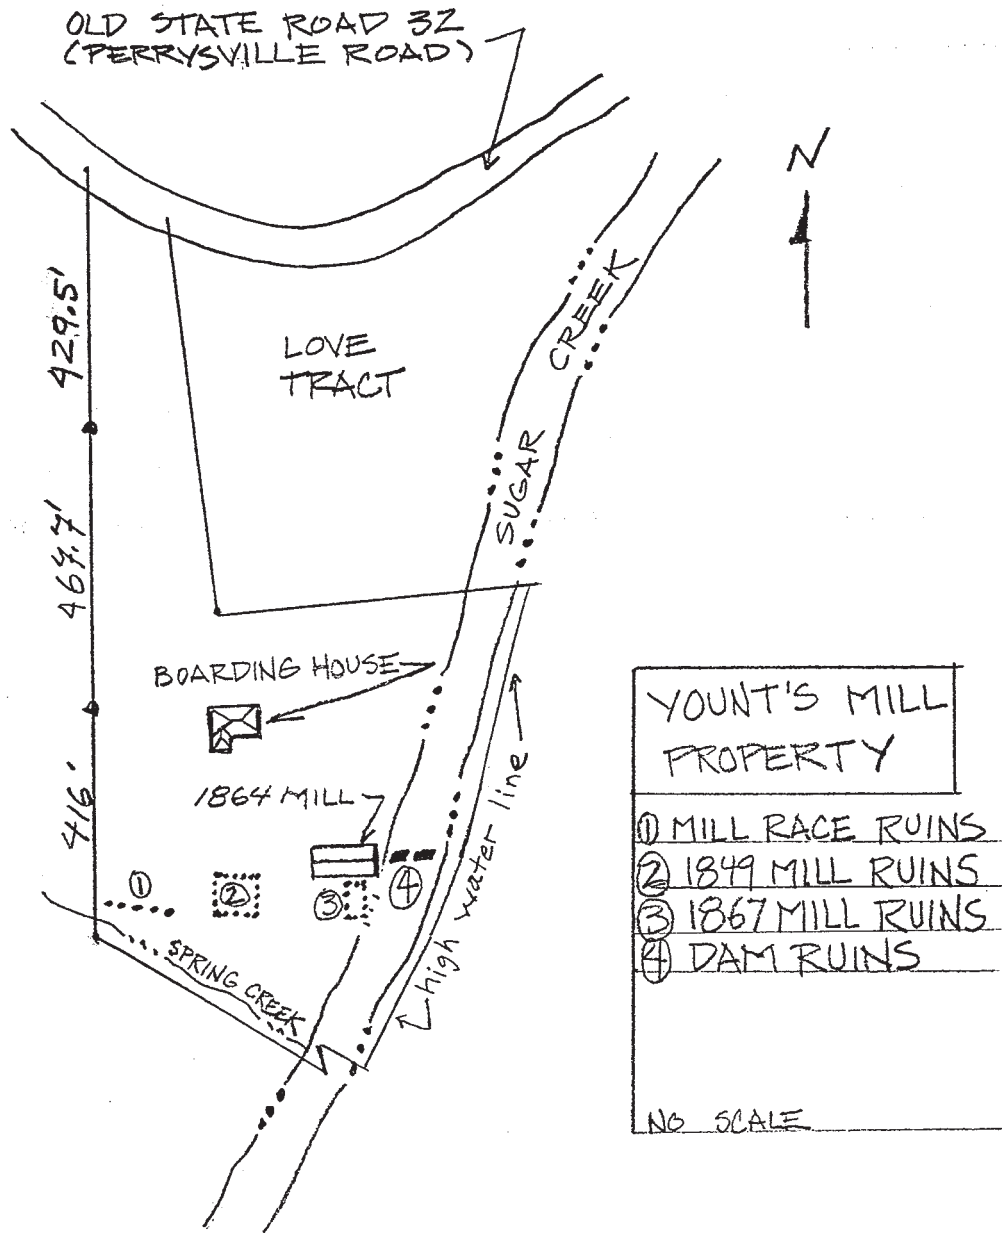 OLD STATE ROAD 32
(PERRYSVILLE ROAD)
N
929.5'
LOVE
TRACT
SUGAR CREEK
467.7'
BOARDING HOUSE
416'
1864 MILL
high water line
①
②
③
④
SPRING CREEK
YOUNT'S MILL
PROPERTY
① MILL RACE RUINS
② 1849 MILL RUINS
③ 1867 MILL RUINS
④ DAM RUINS
NO SCALE